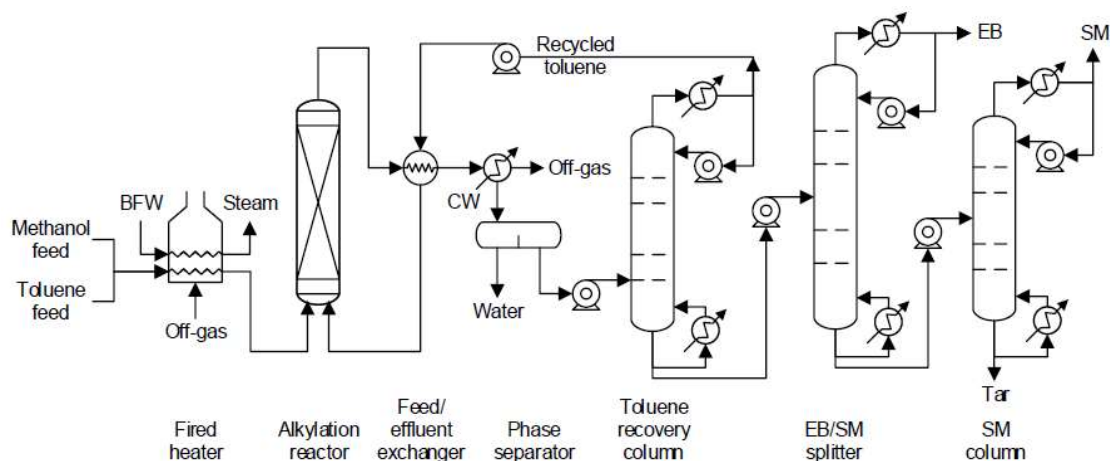 EB
SM
Recycled
toluene
Off-gas
BFW
Steam
CW
Methanol
feed
Toluene
feed
Water
Off-gas
Tar
Fired
heater
Alkylation
reactor
Feed/
effluent
exchanger
Phase
separator
Toluene
recovery
column
EB/SM
splitter
SM
column